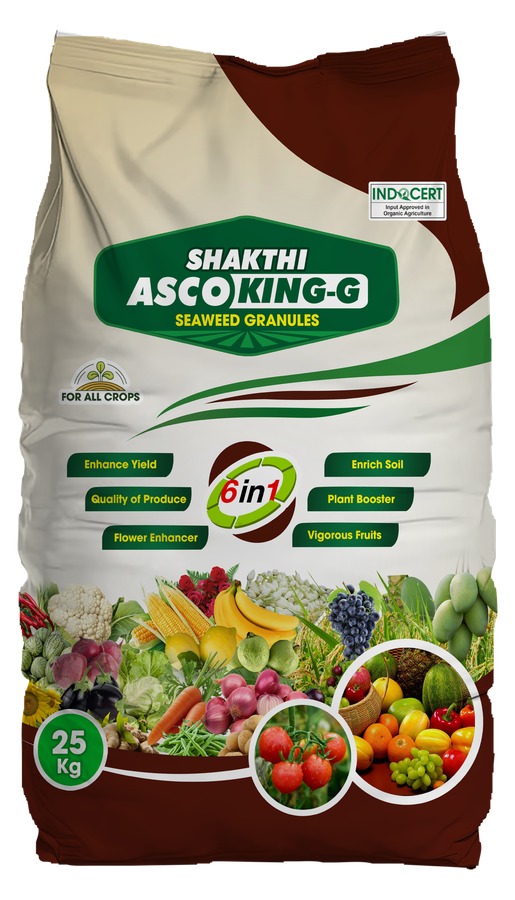 INDOCERT
Input Approved in
Organic Agriculture
SHAKTHI
ASCO KING-G
SEAWEED GRANULES
FOR ALL CROPS
Enhance Yield
Enrich Soil
Quality of Produce
6in1
Plant Booster
Flower Enhancer
Vigorous Fruits
25
Kg